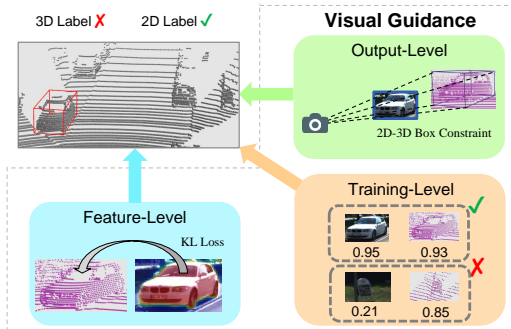 3D Label ✗ 2D Label ✓
Visual Guidance
Output-Level
2D-3D Box Constraint
Training-Level
✓
0.95 0.93
✗
0.21 0.85
Feature-Level
KL Loss